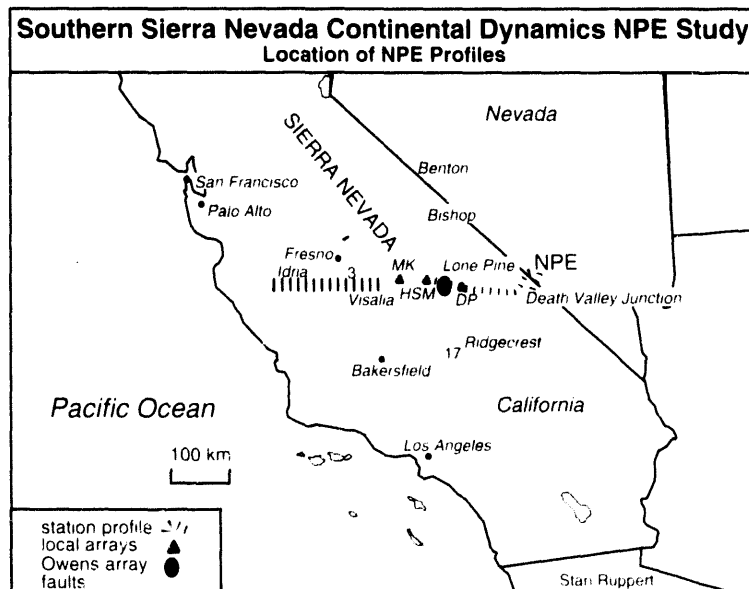 Southern Sierra Nevada Continental Dynamics NPE Study
Location of NPE Profiles
Nevada
SIERRA NEVADA
Benton
San Francisco
Palo Alto
Bishop
Fresno
Idria
3
MK
Lone Pine
NPE
Visalia
HSM
DP
Death Valley Junction
17
Ridgecrest
Bakersfield
Pacific Ocean
California
100 km
Los Angeles
station profile
local arrays
Owens array
faults
Stan Ruppert